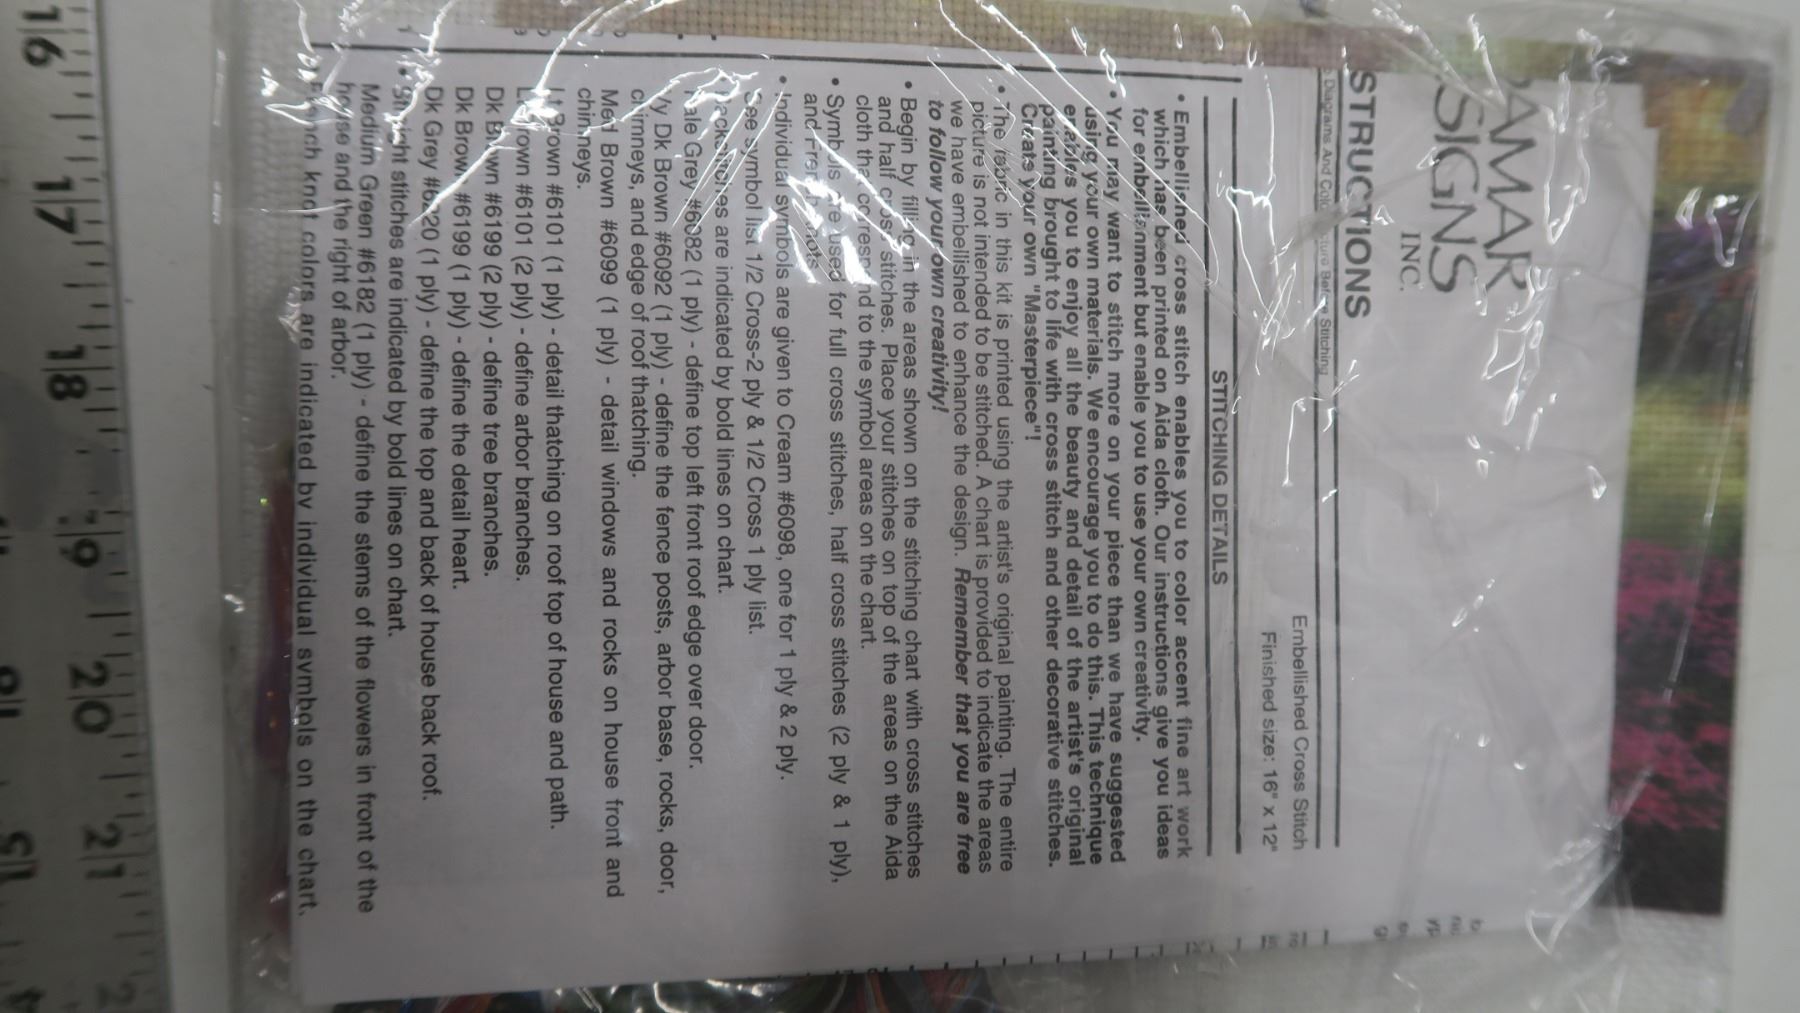 SIGNS
INC.
STRUCTIONS
Diagrams And Stitching
Embellished Cross Stitch
Finished size: 16" x 12"
STITCHING DETAILS
• Embellished cross stitch enables you to color accent fine art work
which has been printed on Aida cloth. Our instructions give you ideas
for embellishment but enable you to use your own creativity.
• You may want to stitch more on your piece than we have suggested
using your own materials. We encourage you to do this. This technique
enables you to enjoy all the beauty and detail of the artist's original
painting brought to life with cross stitch and other decorative stitches.
Create your own "Masterpiece"!
• The fabric in this kit is printed using the artist's original painting. The entire
picture is not intended to be stitched. A chart is provided to indicate the areas
we have embellished to enhance the design. Remember that you are free
to follow your own creativity!
• Begin by filling in the areas shown on the stitching chart with cross stitches
and half cross stitches. Place your stitches on top of the areas on the Aida
cloth that correspond to the symbol areas on the chart.
• Symbols are used for full cross stitches, half cross stitches (2 ply & 1 ply),
and French knots.
• Individual symbols are given to Cream #6098, one for 1 ply & 2 ply.
See symbol list 1/2 Cross-2 ply & 1/2 Cross 1 ply list.
Backstitches are indicated by bold lines on chart.
Pale Grey #6082 (1 ply) - define top left front roof edge over door.
Vy Dk Brown #6092 (1 ply) - define the fence posts, arbor base, rocks, door,
chimneys, and edge of roof thatching.
Med Brown #6099 (1 ply) - detail windows and rocks on house front and
chimneys.
Lt Brown #6101 (1 ply) - detail thatching on roof top of house and path.
Lt Brown #6101 (2 ply) - define arbor branches.
Dk Brown #6199 (2 ply) - define tree branches.
Dk Brown #6199 (1 ply) - define the detail heart.
Dk Grey (1 ply) - define the top and back of house back roof.
• Straight stitches are indicated by bold lines on chart.
Medium Green #6182 (1 ply) - define the stems of the flowers in front of the
house and the right of arbor.
French knot colors are indicated by individual symbols on the chart.
16 17 18 19 20 21